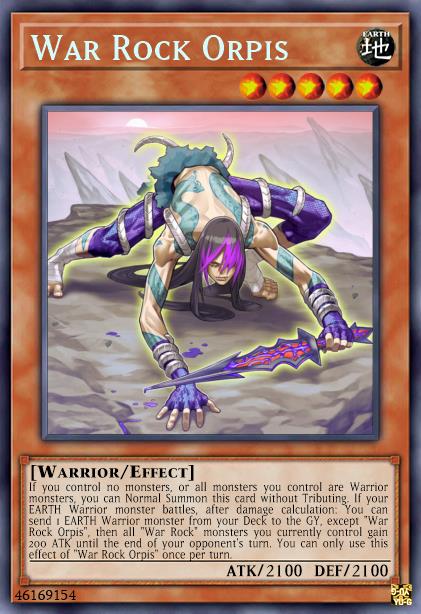 War Rock Orpis
EARTH
地
[Warrior/Effect]
If you control no monsters, or all monsters you control are Warrior
monsters, you can Normal Summon this card without Tributing. If your
EARTH Warrior monster battles, after damage calculation: You can
send 1 EARTH Warrior monster from your Deck to the GY, except "War
Rock Orpis", then all "War Rock" monsters you currently control gain
200 ATK until the end of your opponent's turn. You can only use this
effect of "War Rock Orpis" once per turn.
ATK/2100 DEF/2100
46169154